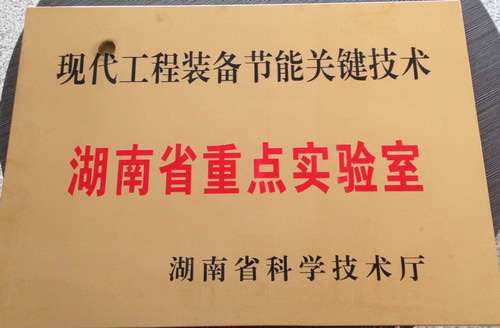 现代工程装备节能关键技术
湖南省重点实验室
湖南省科学技术厅